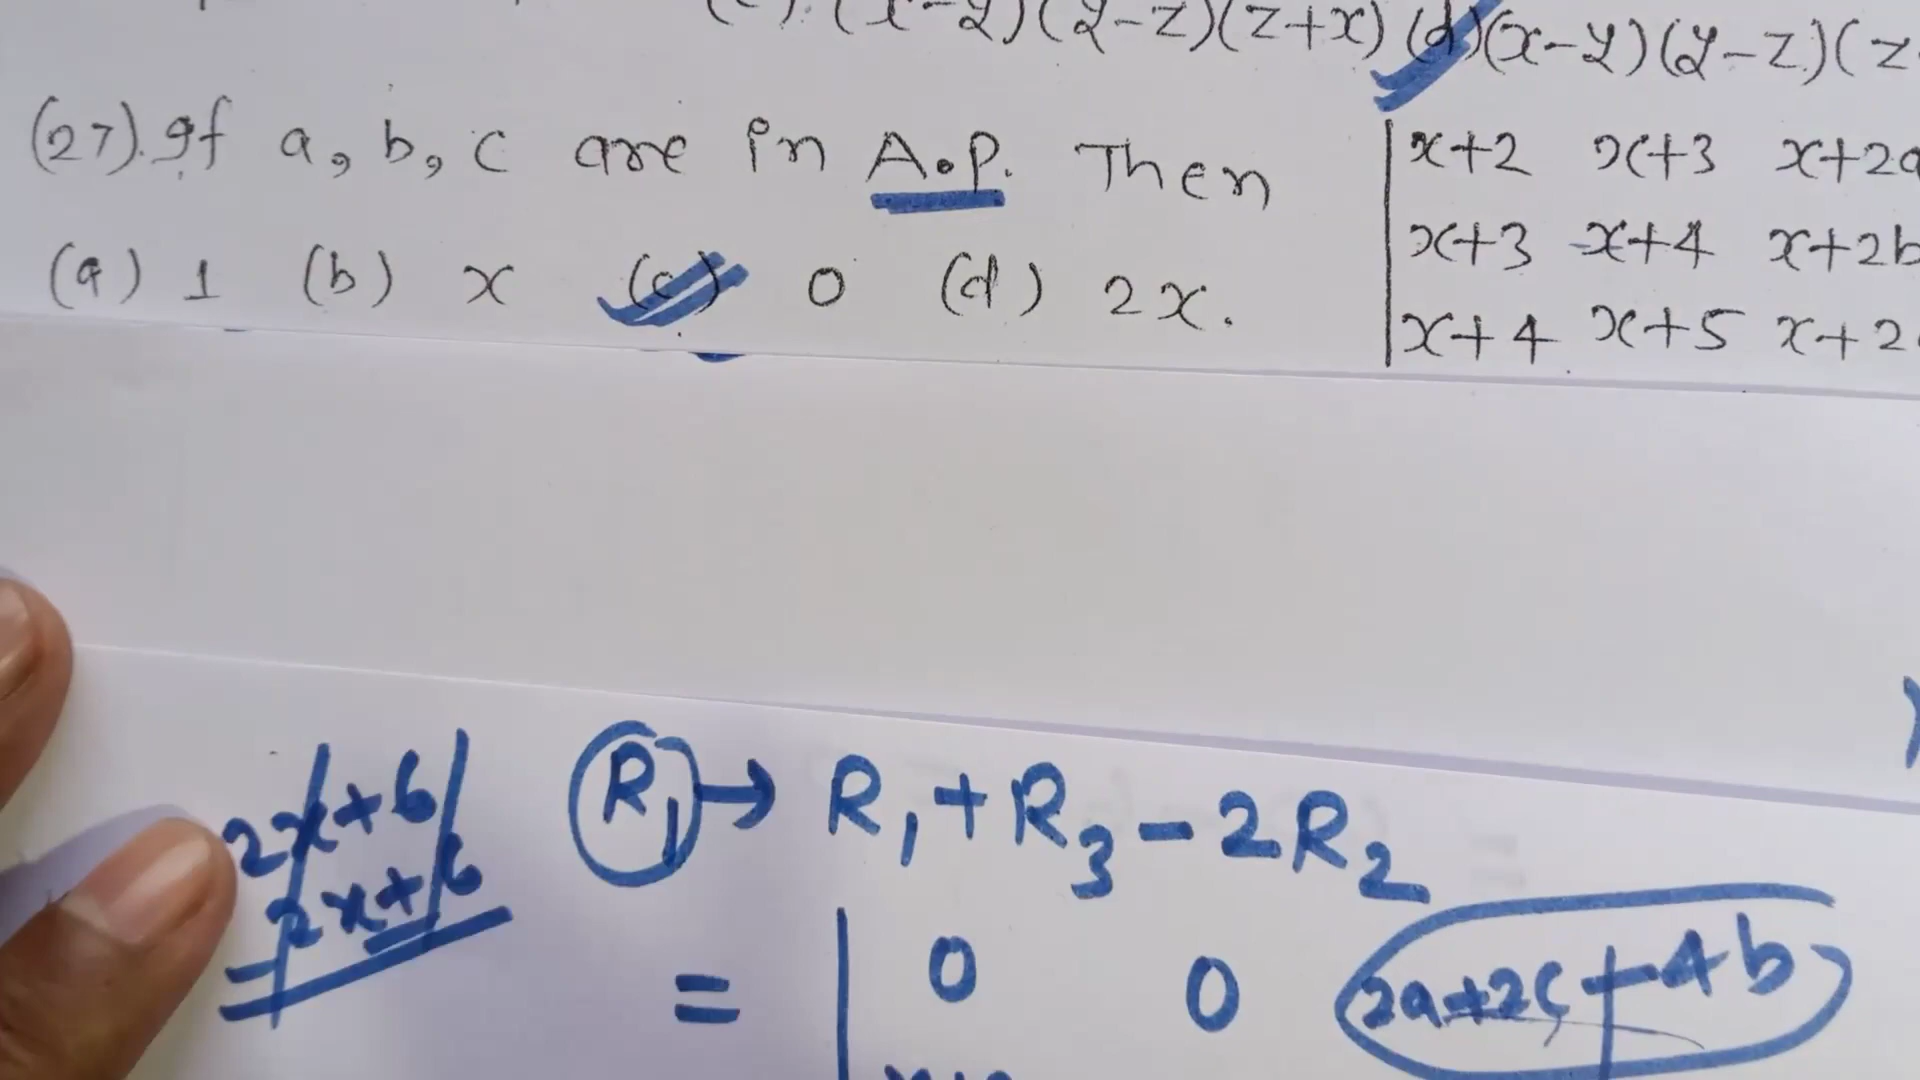 (c). (x-y)(y-z)(z+x) (d) (x-y)(y-z)(z
(27). If a, b, c are in A.P. Then
|x+2 x+3 x+2a
|x+3 x+4 x+2b
|x+4 x+5 x+2
(a) 1 (b) x (c) 0 (d) 2x.
2x+6
-2x+6
R₁ → R₁+R₃-2R₂
= | 0 0 2a+2c-4b